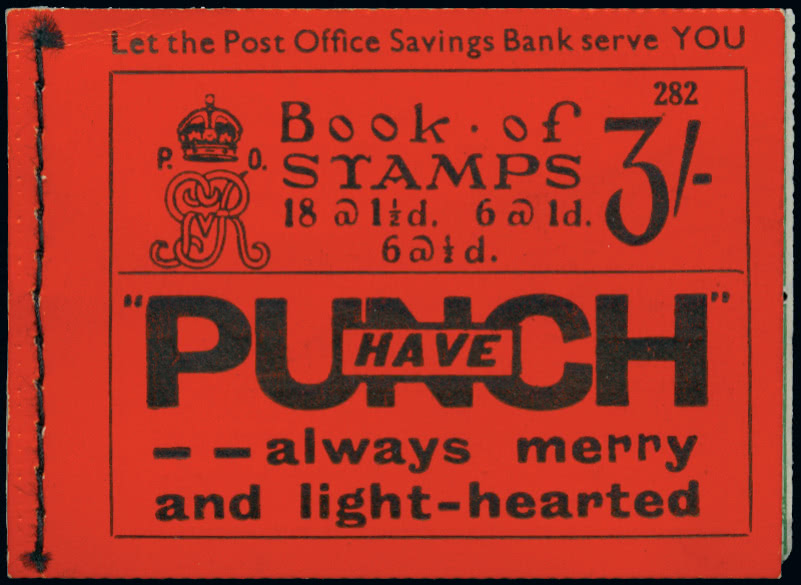 Let the Post Office Savings Bank serve YOU
282
Book · of
STAMPS
3/-
P. O.
GR
18 @ 1½d. 6 @ 1d.
6 @ ½d.
"PUNCH"
HAVE
– – always merry
and light-hearted